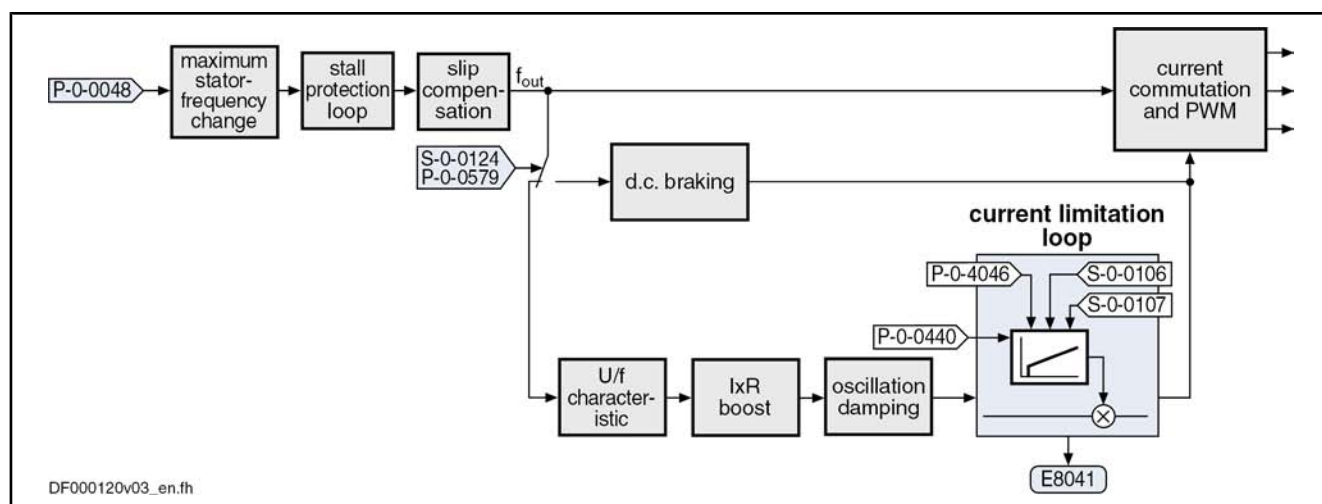 P-0-0048
maximum
stator-
frequency
change
stall
protection
loop
slip
compen-
sation
fout
current
commutation
and PWM
S-0-0124
P-0-0579
d.c. braking
current limitation
loop
P-0-4046
S-0-0106
S-0-0107
P-0-0440
U/f
character-
istic
IxR
boost
oscillation
damping
E8041
DF000120v03_en.fh